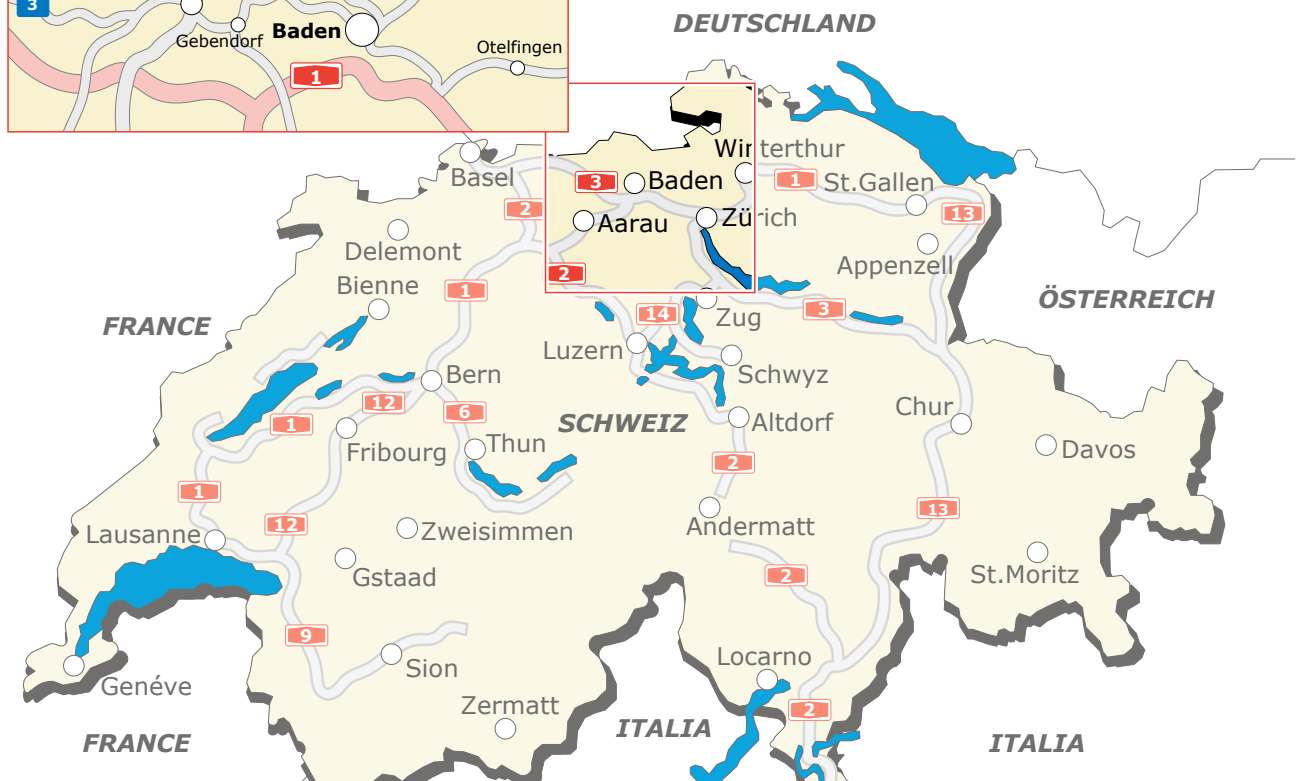 3
Gebendorf
Baden
Otelfingen
1
DEUTSCHLAND
Winterthur
Basel
3
Baden
1
St.Gallen
2
Aarau
Zürich
13
Delemont
Appenzell
Bienne
2
1
ÖSTERREICH
FRANCE
14
Zug
3
Luzern
Schwyz
Bern
12
6
SCHWEIZ
Altdorf
Chur
1
Fribourg
Thun
Davos
2
1
13
12
Lausanne
Zweisimmen
Andermatt
Gstaad
2
St.Moritz
9
Sion
Locarno
Genéve
Zermatt
2
FRANCE
ITALIA
ITALIA